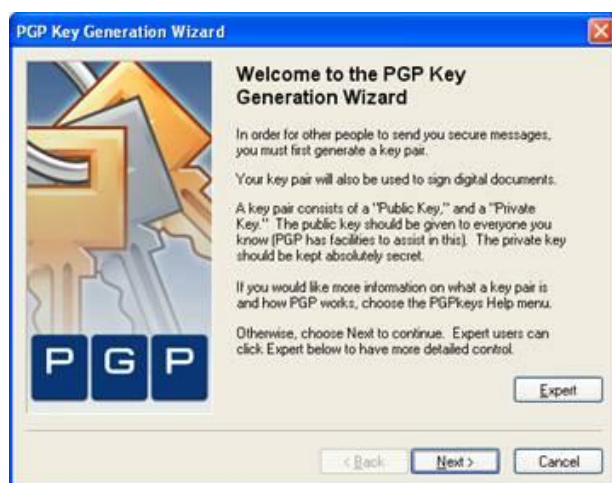 PGP Key Generation Wizard
Welcome to the PGP Key
Generation Wizard
In order for other people to send you secure messages,
you must first generate a key pair.
Your key pair will also be used to sign digital documents.
A key pair consists of a "Public Key," and a "Private
Key." The public key should be given to everyone you
know (PGP has facilities to assist in this). The private key
should be kept absolutely secret.
If you would like more information on what a key pair is
and how PGP works, choose the PGPkeys Help menu.
Otherwise, choose Next to continue. Expert users can
click Expert below to have more detailed control.
P G P
Expert
< Back Next > Cancel